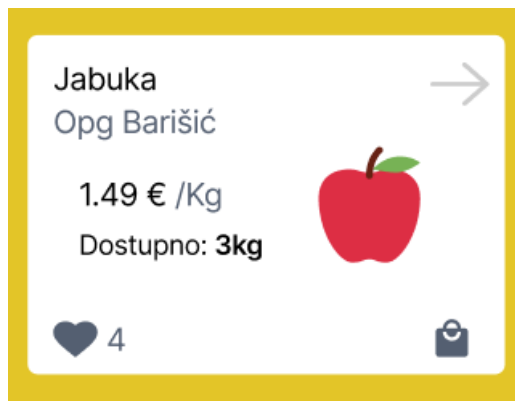 Jabuka
Opg Barišić
1.49 € /Kg
Dostupno: 3kg
4